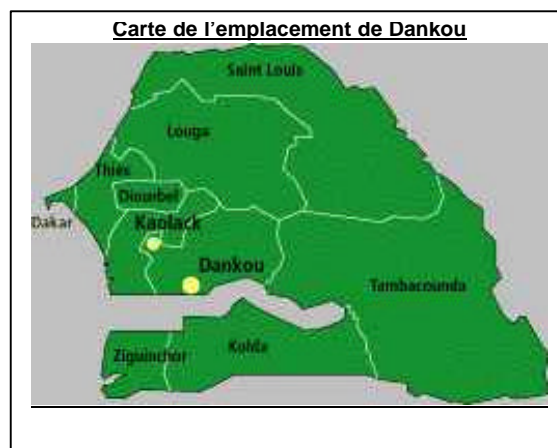 Carte de l'emplacement de Dankou
Saint Louis
Louga
Thies
Diourbel
Dakar
Kaolack
Dankou
Tambacounda
Ziguinchor
Kolda